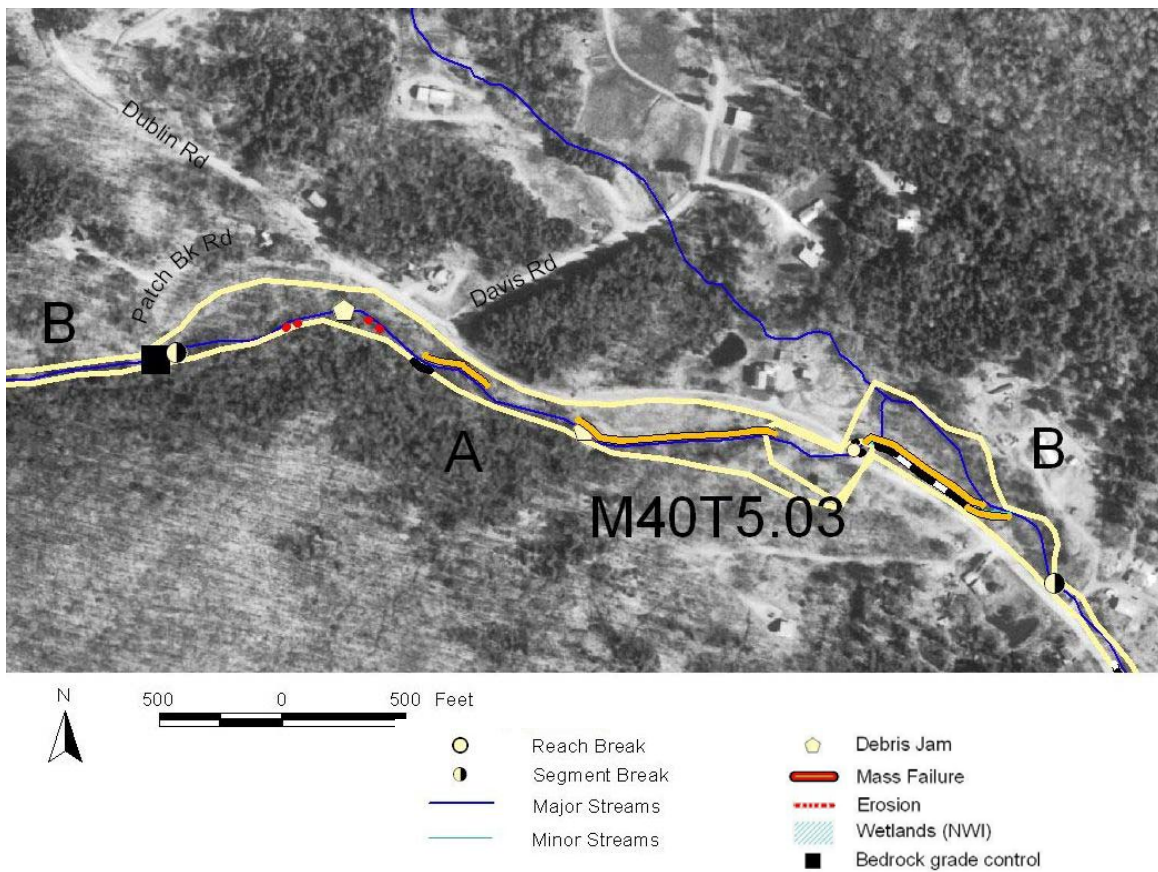 Dublin Rd
Patch Bk Rd
Davis Rd
B
A
B
M40T5.03
N
500 0 500 Feet
Reach Break
Segment Break
Major Streams
Minor Streams
Debris Jam
Mass Failure
Erosion
Wetlands (NWI)
Bedrock grade control